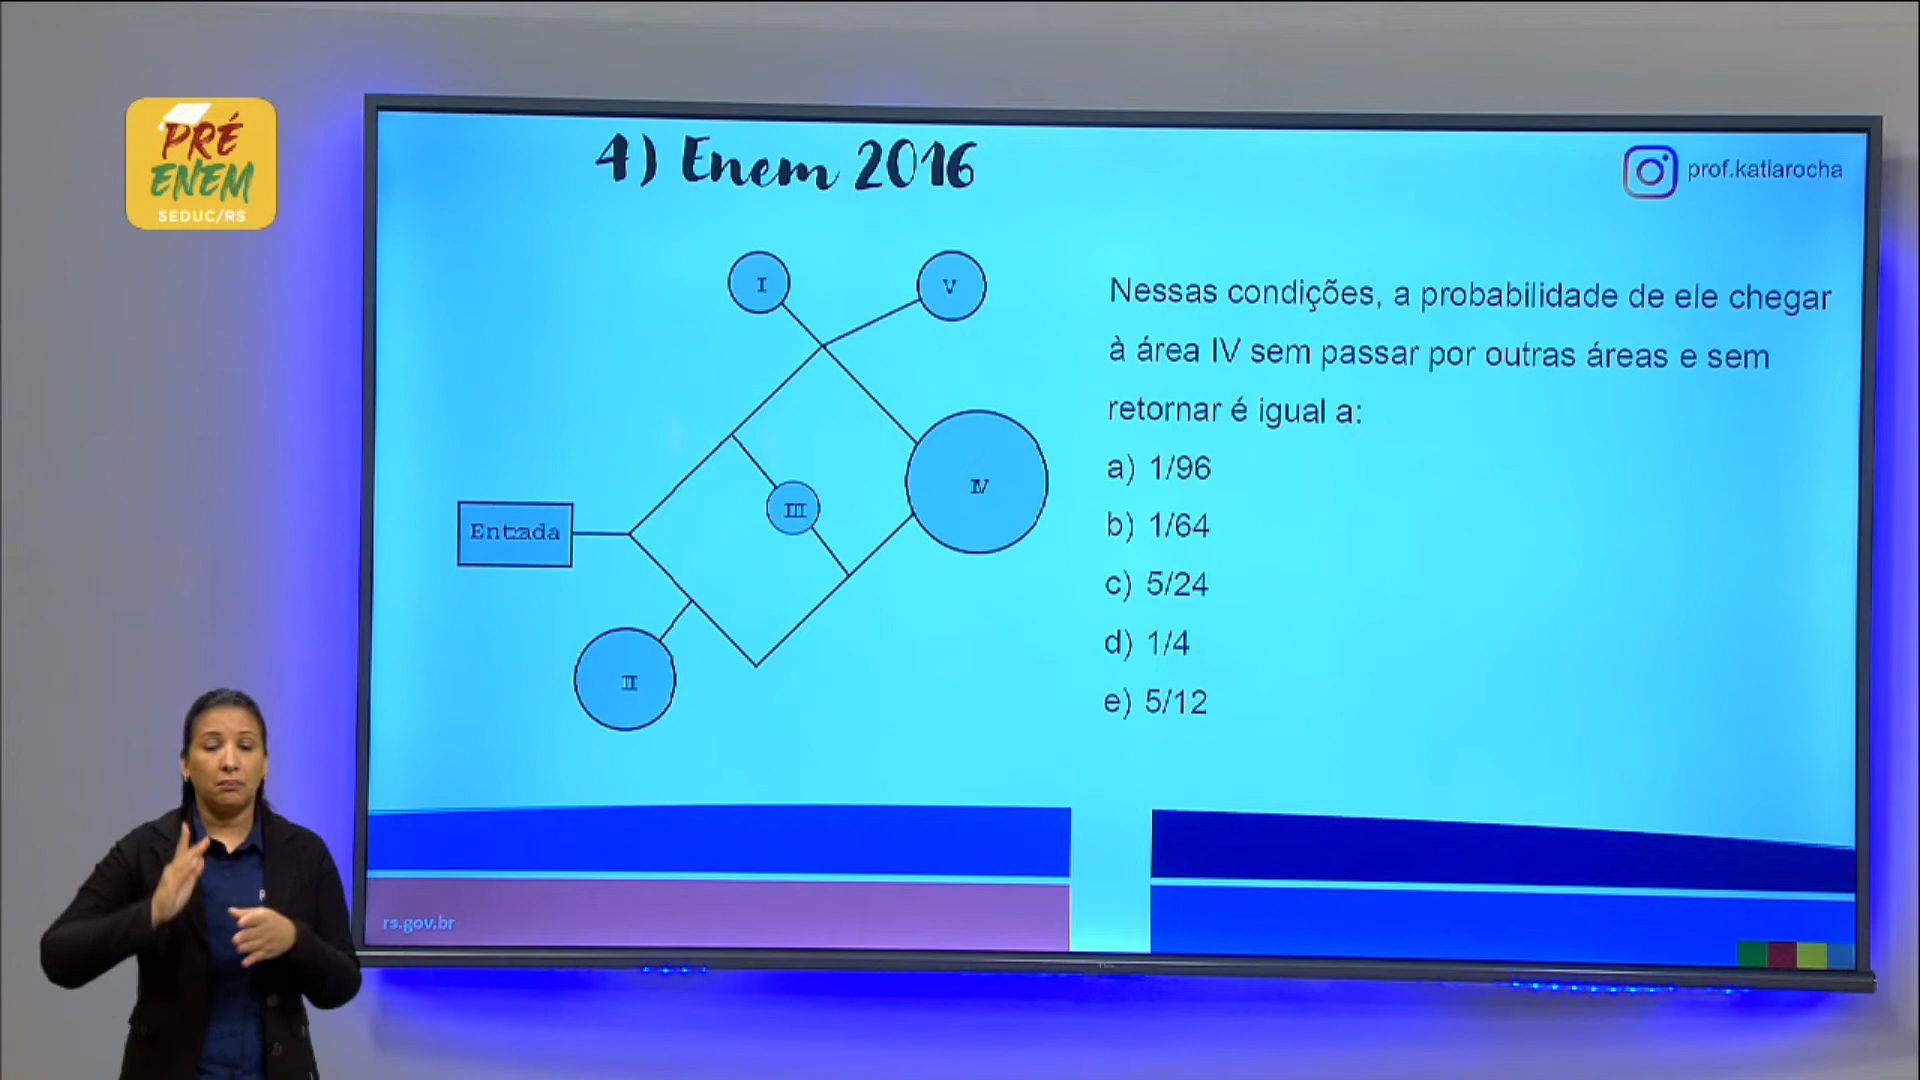 PRÉ
ENEM
SEDUC/RS
4) Enem 2016
prof.katiarocha
I
V
III
IV
Entrada
II
Nessas condições, a probabilidade de ele chegar
à área IV sem passar por outras áreas e sem
retornar é igual a:
a) 1/96
b) 1/64
c) 5/24
d) 1/4
e) 5/12
rs.gov.br
TCL